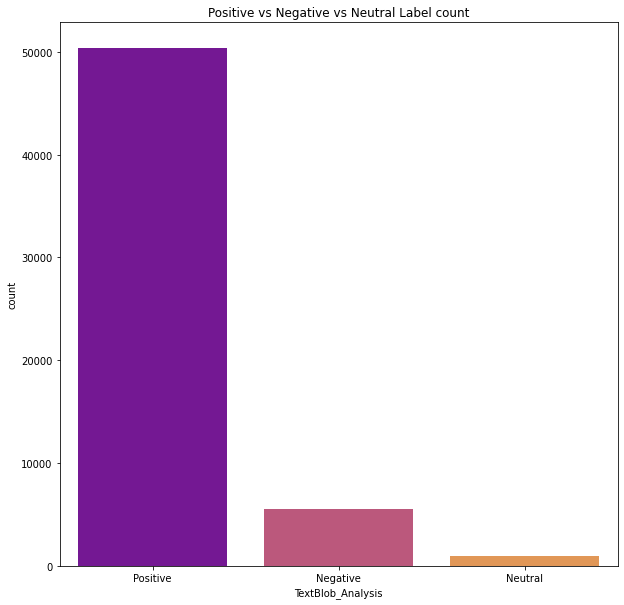 Positive vs Negative vs Neutral Label count
50000
40000
30000
20000
10000
0
count
Positive Negative Neutral
TextBlob_Analysis